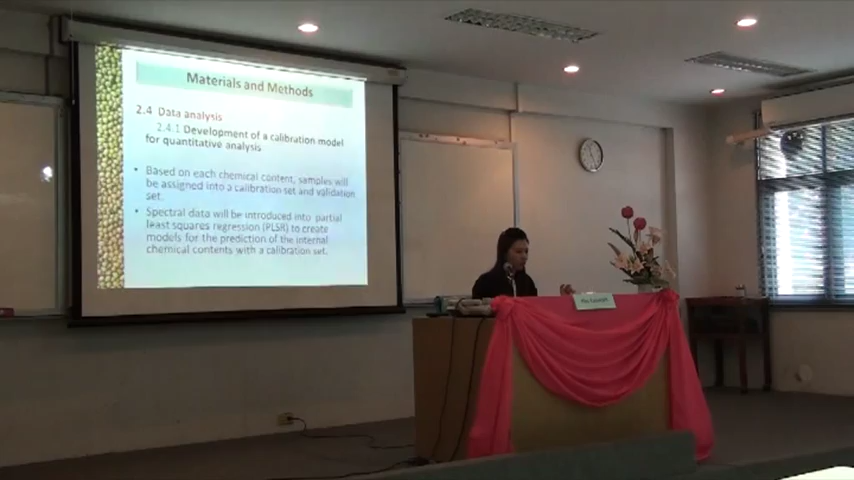 Materials and Methods
2.4 Data analysis
2.4.1 Development of a calibration model
for quantitative analysis
• Based on each chemical content, samples will
be assigned into a calibration set and validation
set.
• Spectral data will be introduced into partial
least squares regression (PLSR) to create
models for the prediction of the internal
chemical contents with a calibration set.